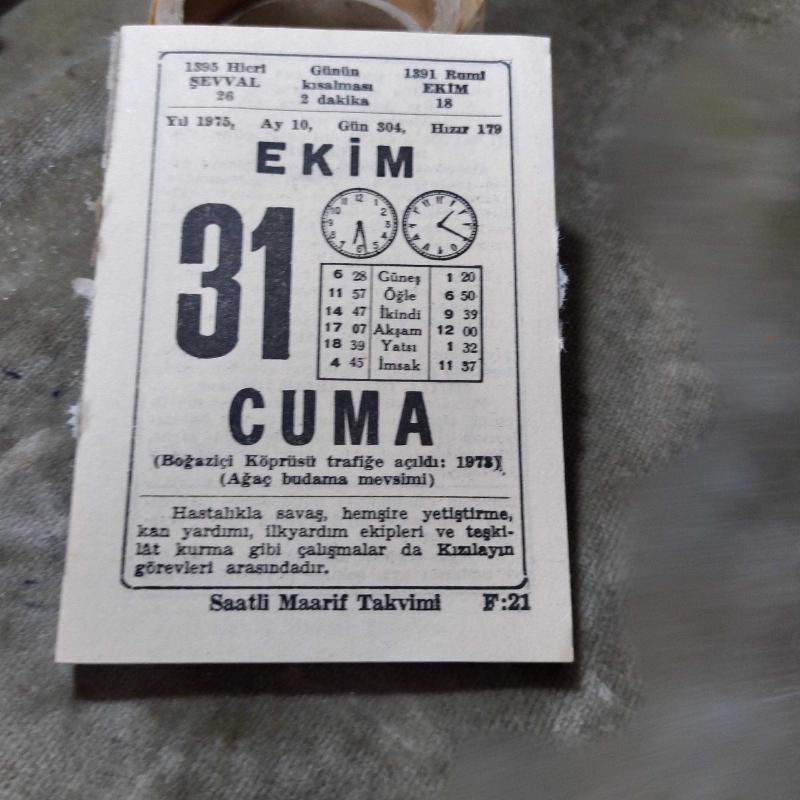 1395 Hicri
ŞEVVAL
26
Günün
kısalması
2 dakika
1391 Rumî
EKİM
18
Yıl 1975, Ay 10, Gün 304, Hızır 179
EKİM
31
6 28 Güneş 1 20
11 57 Öğle 6 50
14 47 İkindi 9 39
17 07 Akşam 12 00
18 39 Yatsı 1 32
4 45 İmsak 11 37
CUMA
(Boğaziçi Köprüsü trafiğe açıldı: 1973)
(Ağaç budama mevsimi)
Hastalıkla savaş, hemşire yetiştirme,
kan yardımı, ilkyardım ekipleri ve teşki-
lât kurma gibi çalışmalar da Kızılayın
görevleri arasındadır.
Saatli Maarif Takvimi F:21